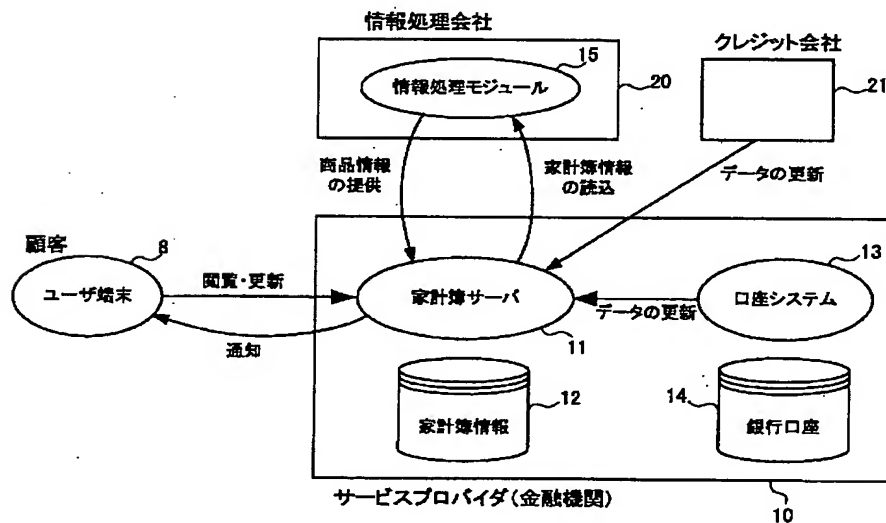 情報処理会社
15
情報処理モジュール
20
クレジット会社
21
商品情報
の提供
家計簿情報
の読込
データの更新
顧客
8
ユーザ端末
閲覧・更新
通知
家計簿サーバ
11
データの更新
13
口座システム
12
家計簿情報
14
銀行口座
サービスプロバイダ(金融機関)
10